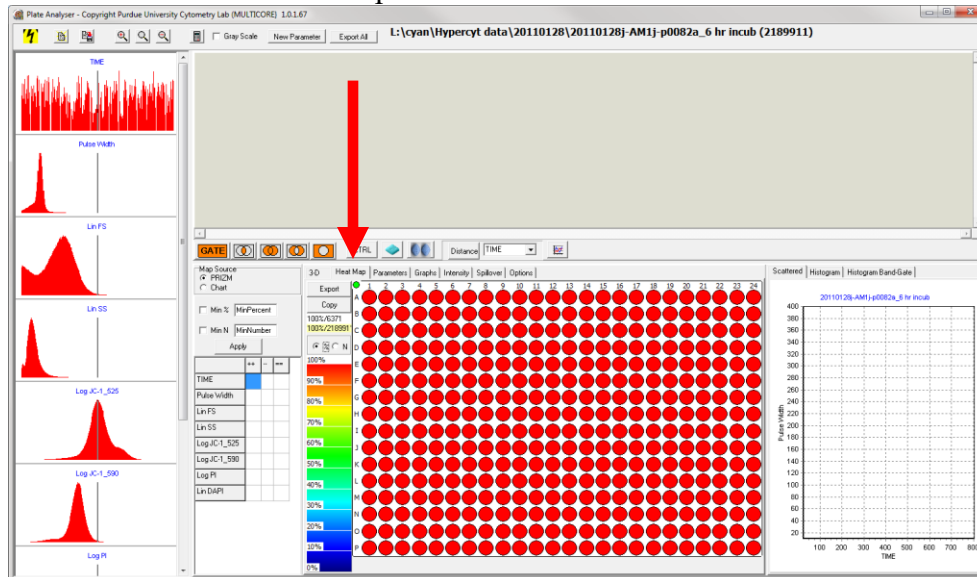 Plate Analyser - Copyright Purdue University Cytometry Lab (MULTICORE) 1.0.1.67
Gray Scale New Parameter Export All L:\cyan\Hypercyt data\20110128\20110128j-AM1j-p0082a_6 hr incub (2189911)
TIME
Pulse Width
Lin FS
Lin SS
Log JC-1_525
Log JC-1_590
Log PI
GATE TRL Distance TIME
Map Source
PRIZM
Chart
Min % MinPercent
Min N MinNumber
Apply
++ - +-+
TIME
Pulse Width
Lin FS
Lin SS
Log JC-1_525
Log JC-1_590
Log PI
Lin DAPI
3-D Heat Map Parameters Graphs Intensity Spillover Options
Export
Copy
100%/6371
100%/2189911
% N
100%
90%
80%
70%
60%
50%
40%
30%
20%
10%
0%
1 2 3 4 5 6 7 8 9 10 11 12 13 14 15 16 17 18 19 20 21 22 23 24
A
B
C
D
E
F
G
H
I
J
K
L
M
N
O
P
Scattered Histogram Histogram Band-Gate
20110128j-AM1j-p0082a_6 hr incub
400
380
360
340
320
300
280
260
240
220
200
180
160
140
120
100
80
60
40
20
Pulse Width
100 200 300 400 500 600 700 800
TIME